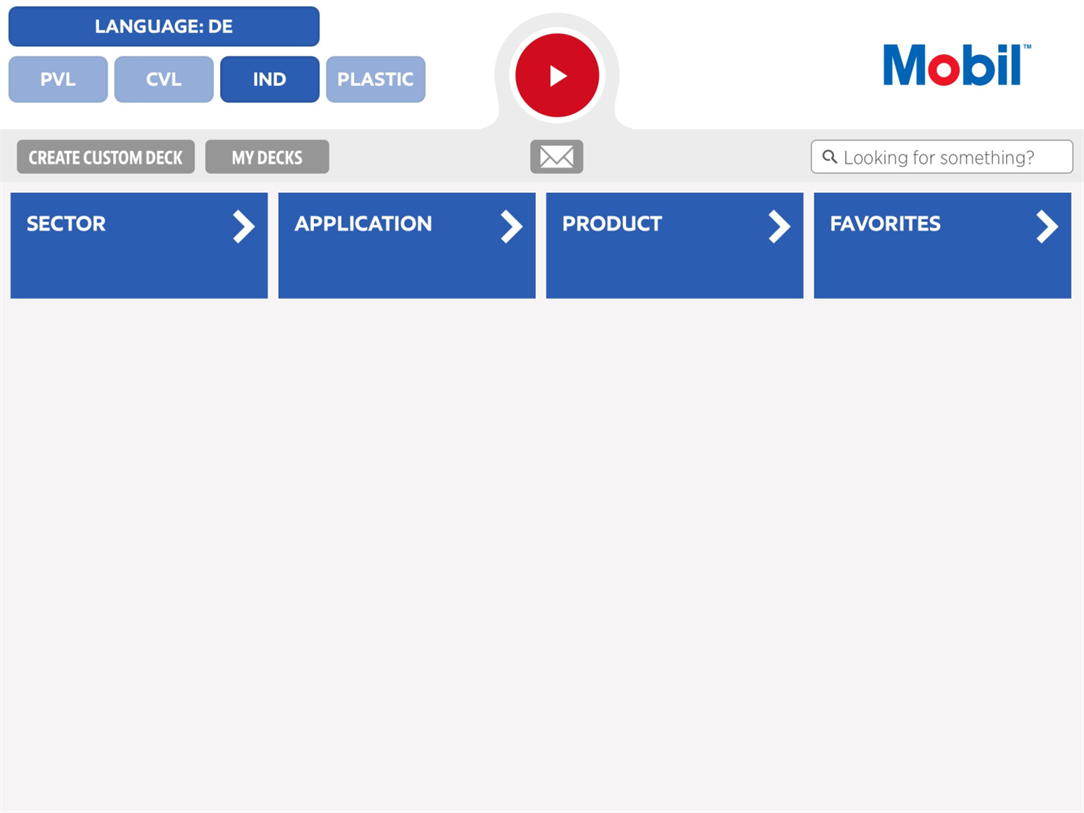 LANGUAGE: DE
PVL
CVL
IND
PLASTIC
Mobil™
CREATE CUSTOM DECK
MY DECKS
Looking for something?
SECTOR
APPLICATION
PRODUCT
FAVORITES